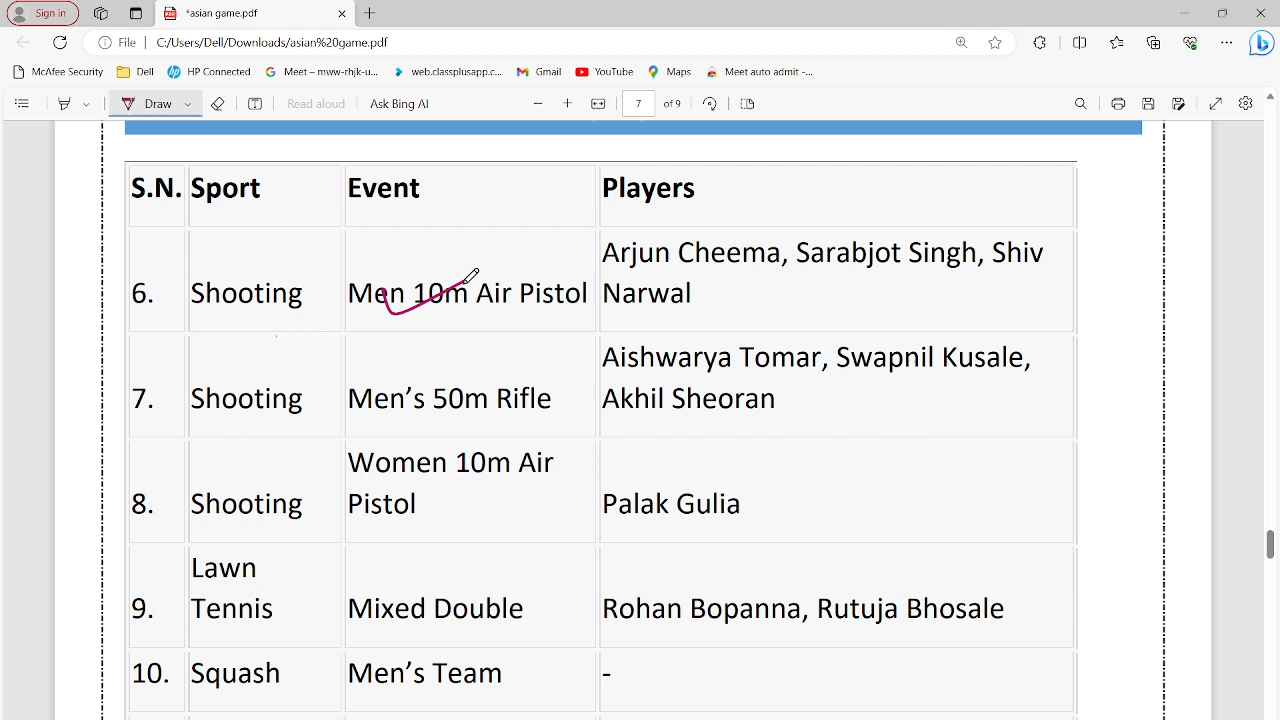 Sign in
*asian game.pdf
File
C:/Users/Dell/Downloads/asian%20game.pdf
McAfee Security
Dell
HP Connected
Meet – mvw-rhjk-u...
web.classplusapp.c...
Gmail
YouTube
Maps
Meet auto admit -...
Draw
Read aloud
Ask Bing AI
7
of 9
S.N. Sport Event Players
6. Shooting Men 10m Air Pistol Arjun Cheema, Sarabjot Singh, Shiv
Narwal
7. Shooting Men’s 50m Rifle Aishwarya Tomar, Swapnil Kusale,
Akhil Sheoran
8. Shooting Women 10m Air
Pistol Palak Gulia
9. Lawn
Tennis Mixed Double Rohan Bopanna, Rutuja Bhosale
10. Squash Men’s Team -